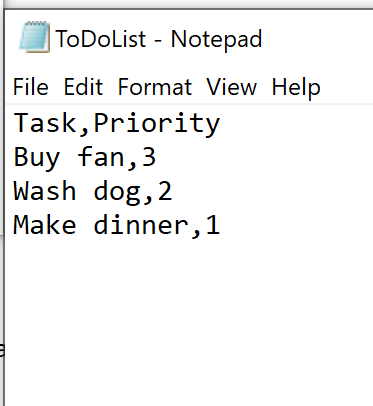 ToDoList - Notepad
File Edit Format View Help
Task,Priority
Buy fan,3
Wash dog,2
Make dinner,1